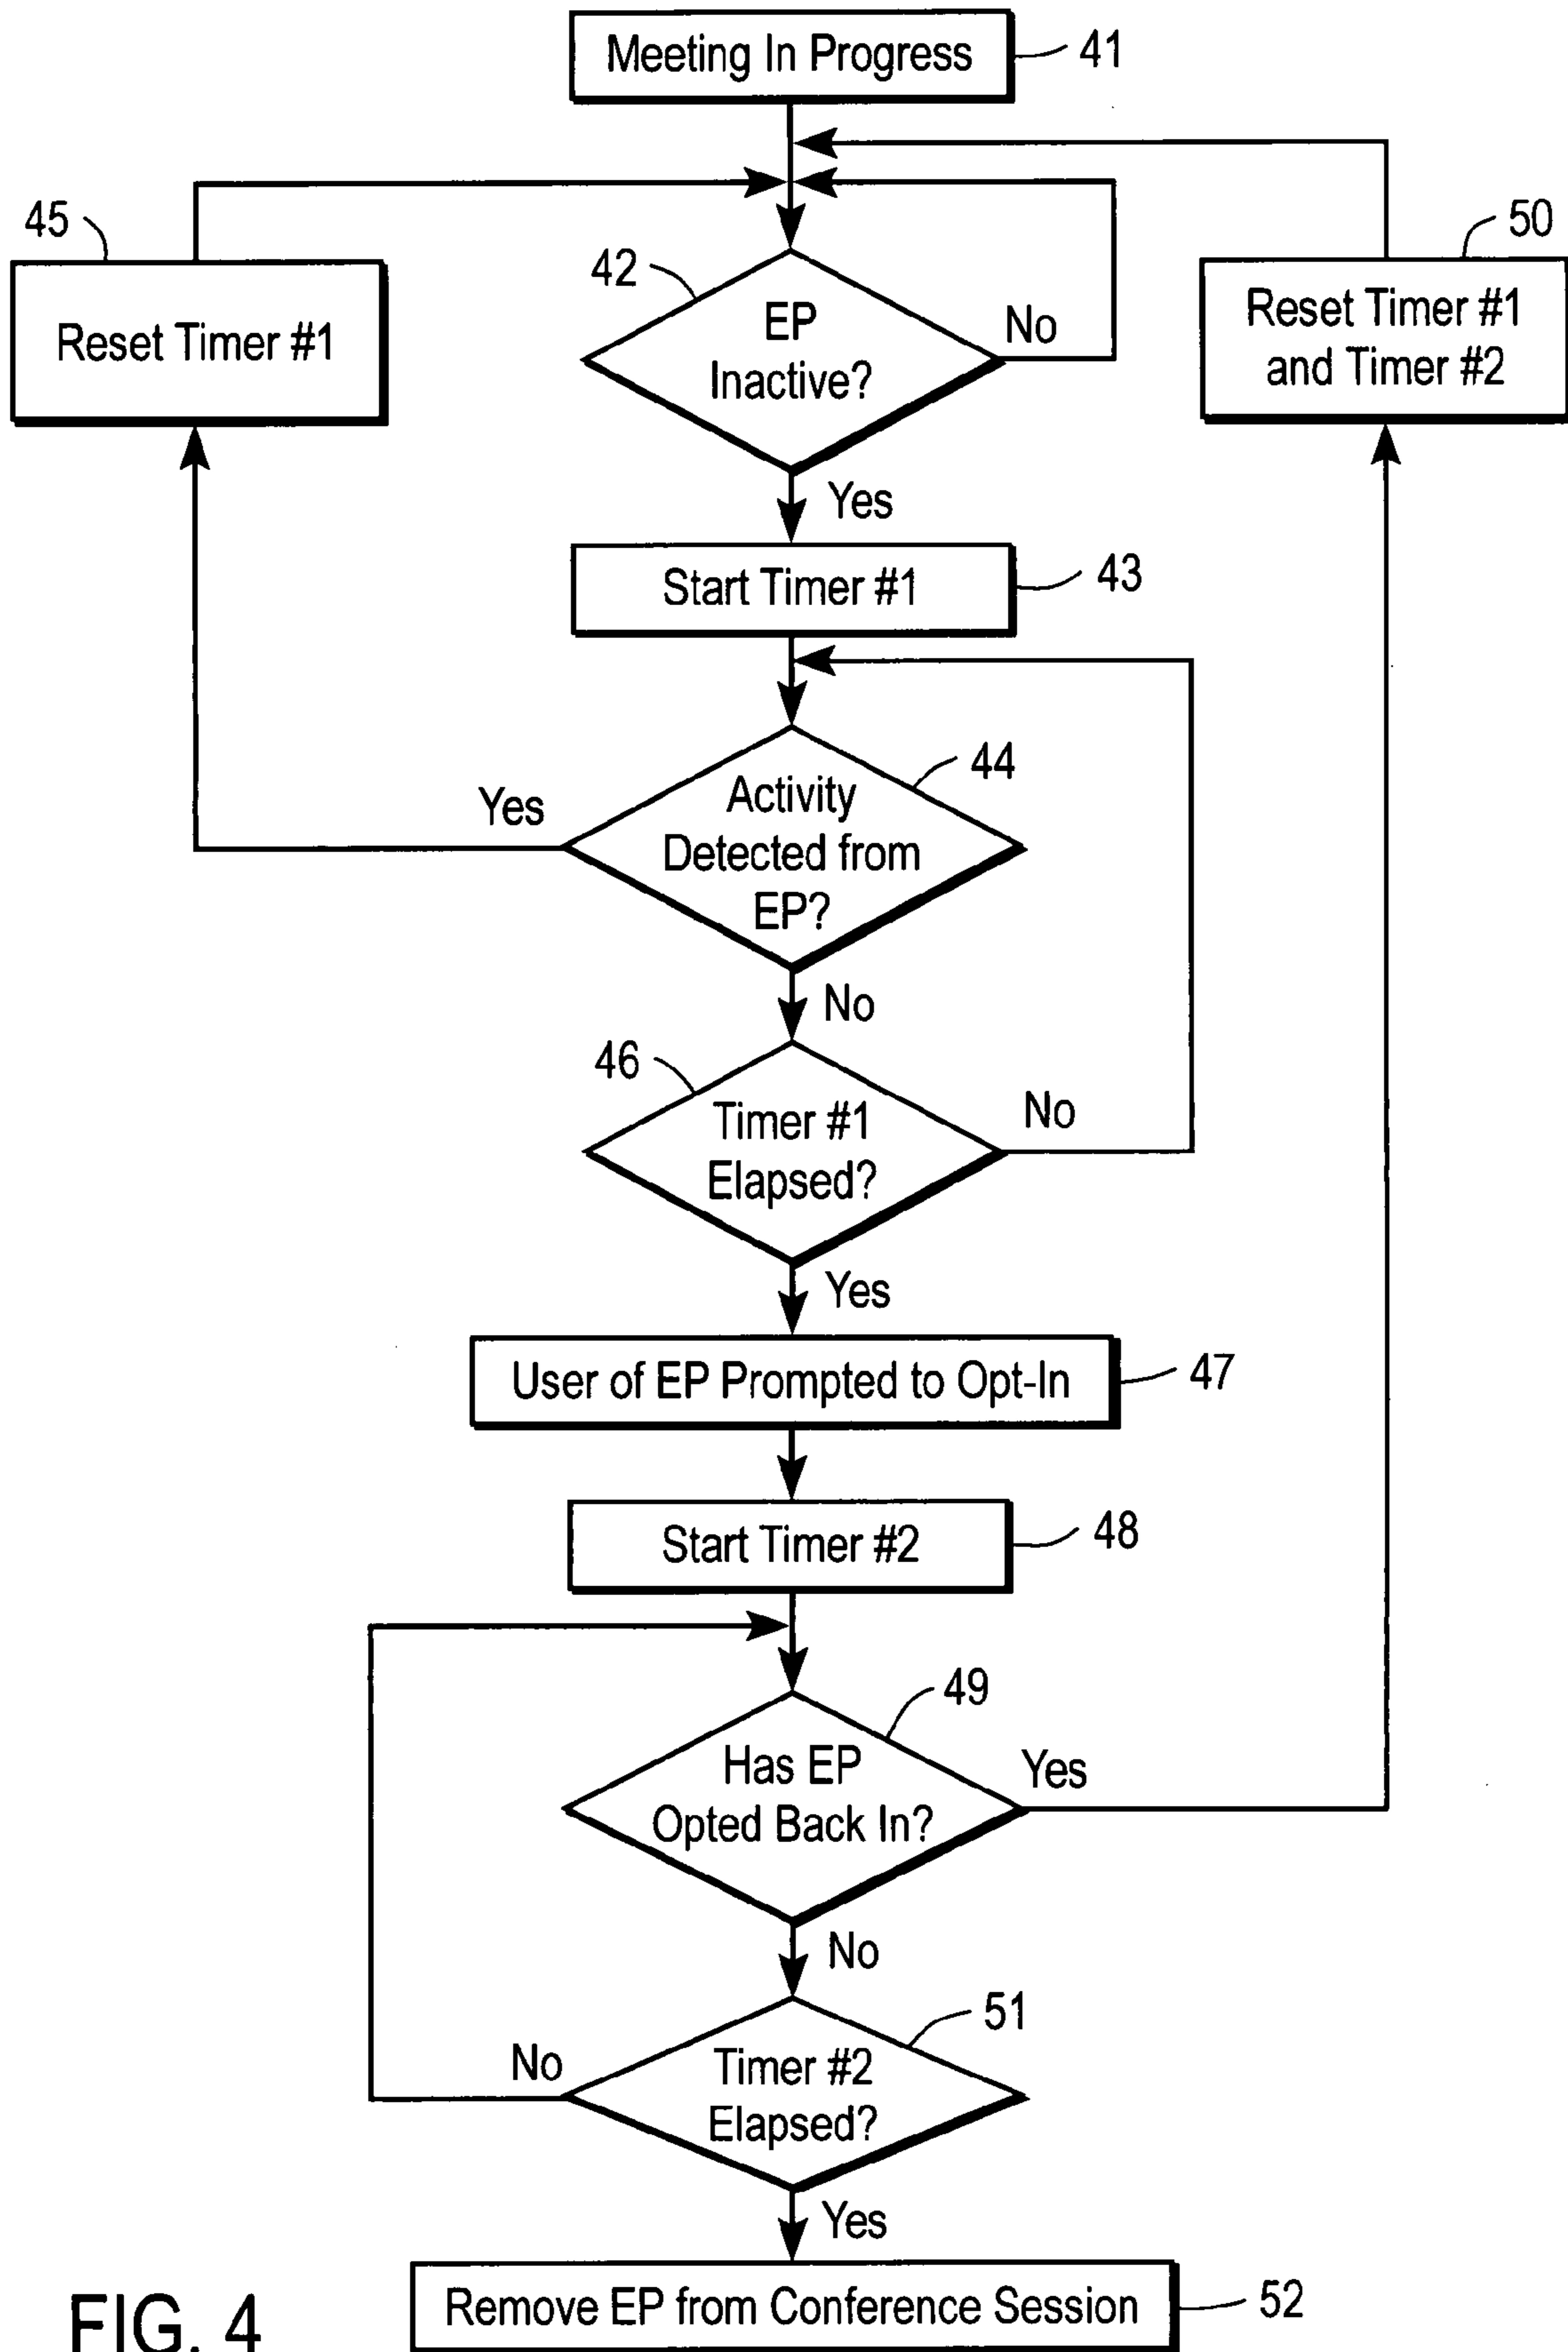 Meeting In Progress
41
45
50
42
Reset Timer #1
EP
Inactive?
No
Reset Timer #1
and Timer #2
Yes
Start Timer #1
43
44
Yes
Activity
Detected from
EP?
No
46
Timer #1
Elapsed?
No
Yes
User of EP Prompted to Opt-In
47
Start Timer #2
48
49
Has EP
Opted Back In?
Yes
No
51
No
Timer #2
Elapsed?
Yes
Remove EP from Conference Session
52
FIG. 4